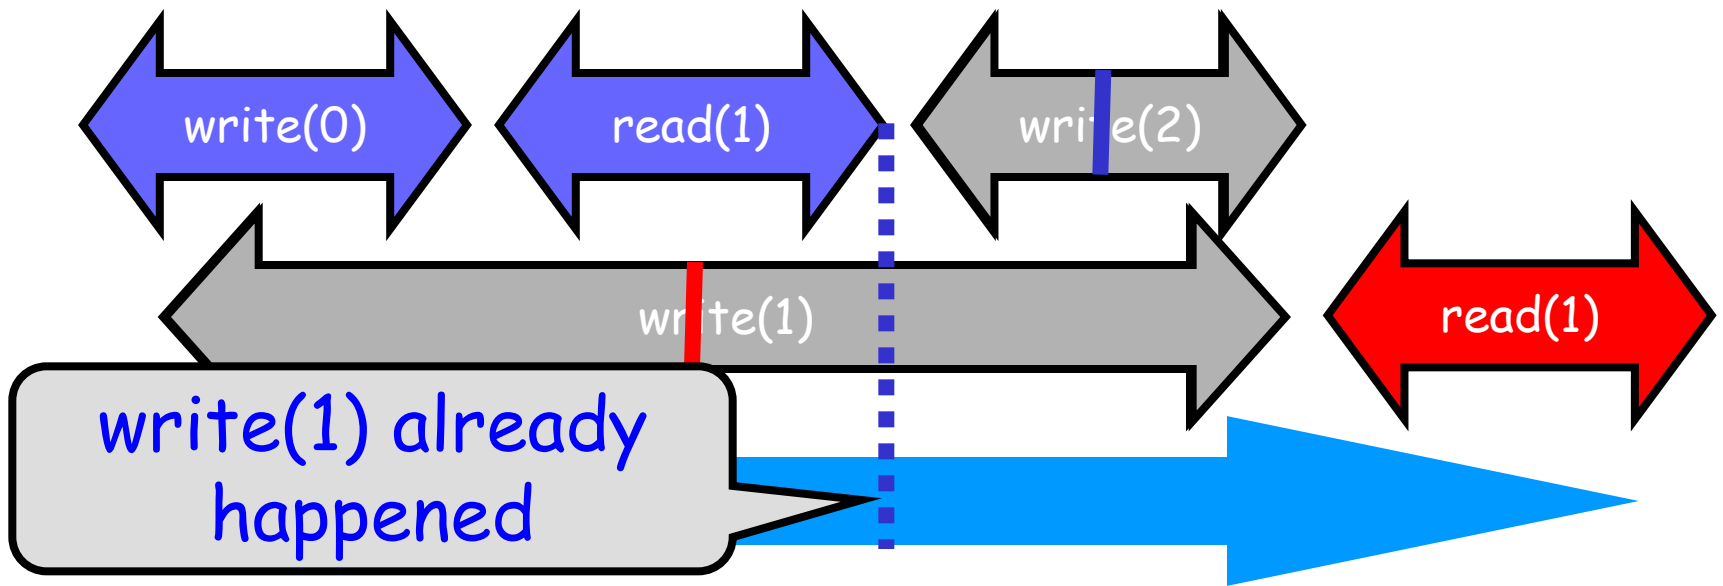 write(0)
read(1)
write(2)
write(1)
read(1)
write(1) already
happened